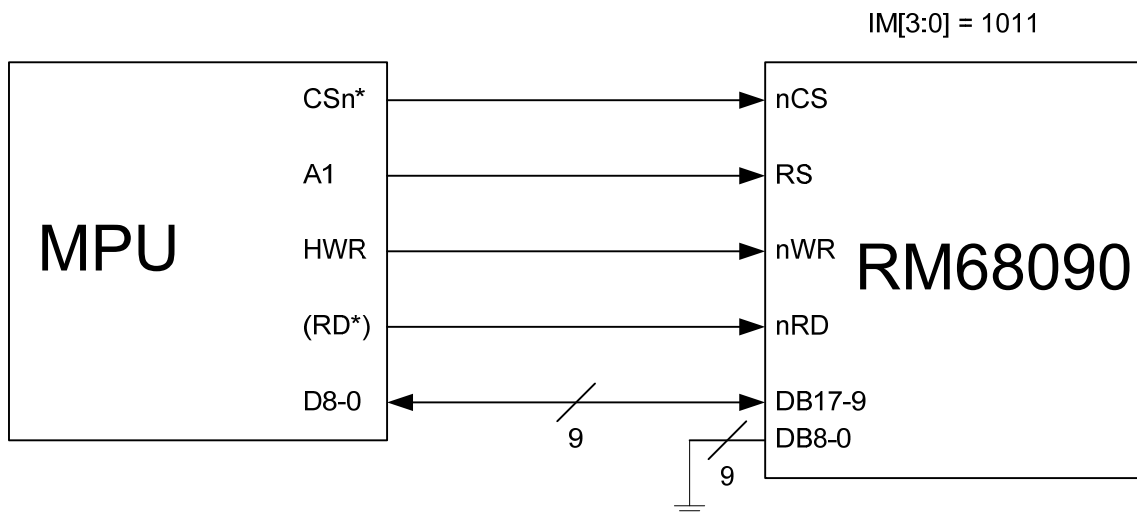 IM[3:0] = 1011
CSn* nCS
A1 RS
MPU HWR nWR RM68090
(RD*) nRD
D8-0 9 DB17-9
9 DB8-0